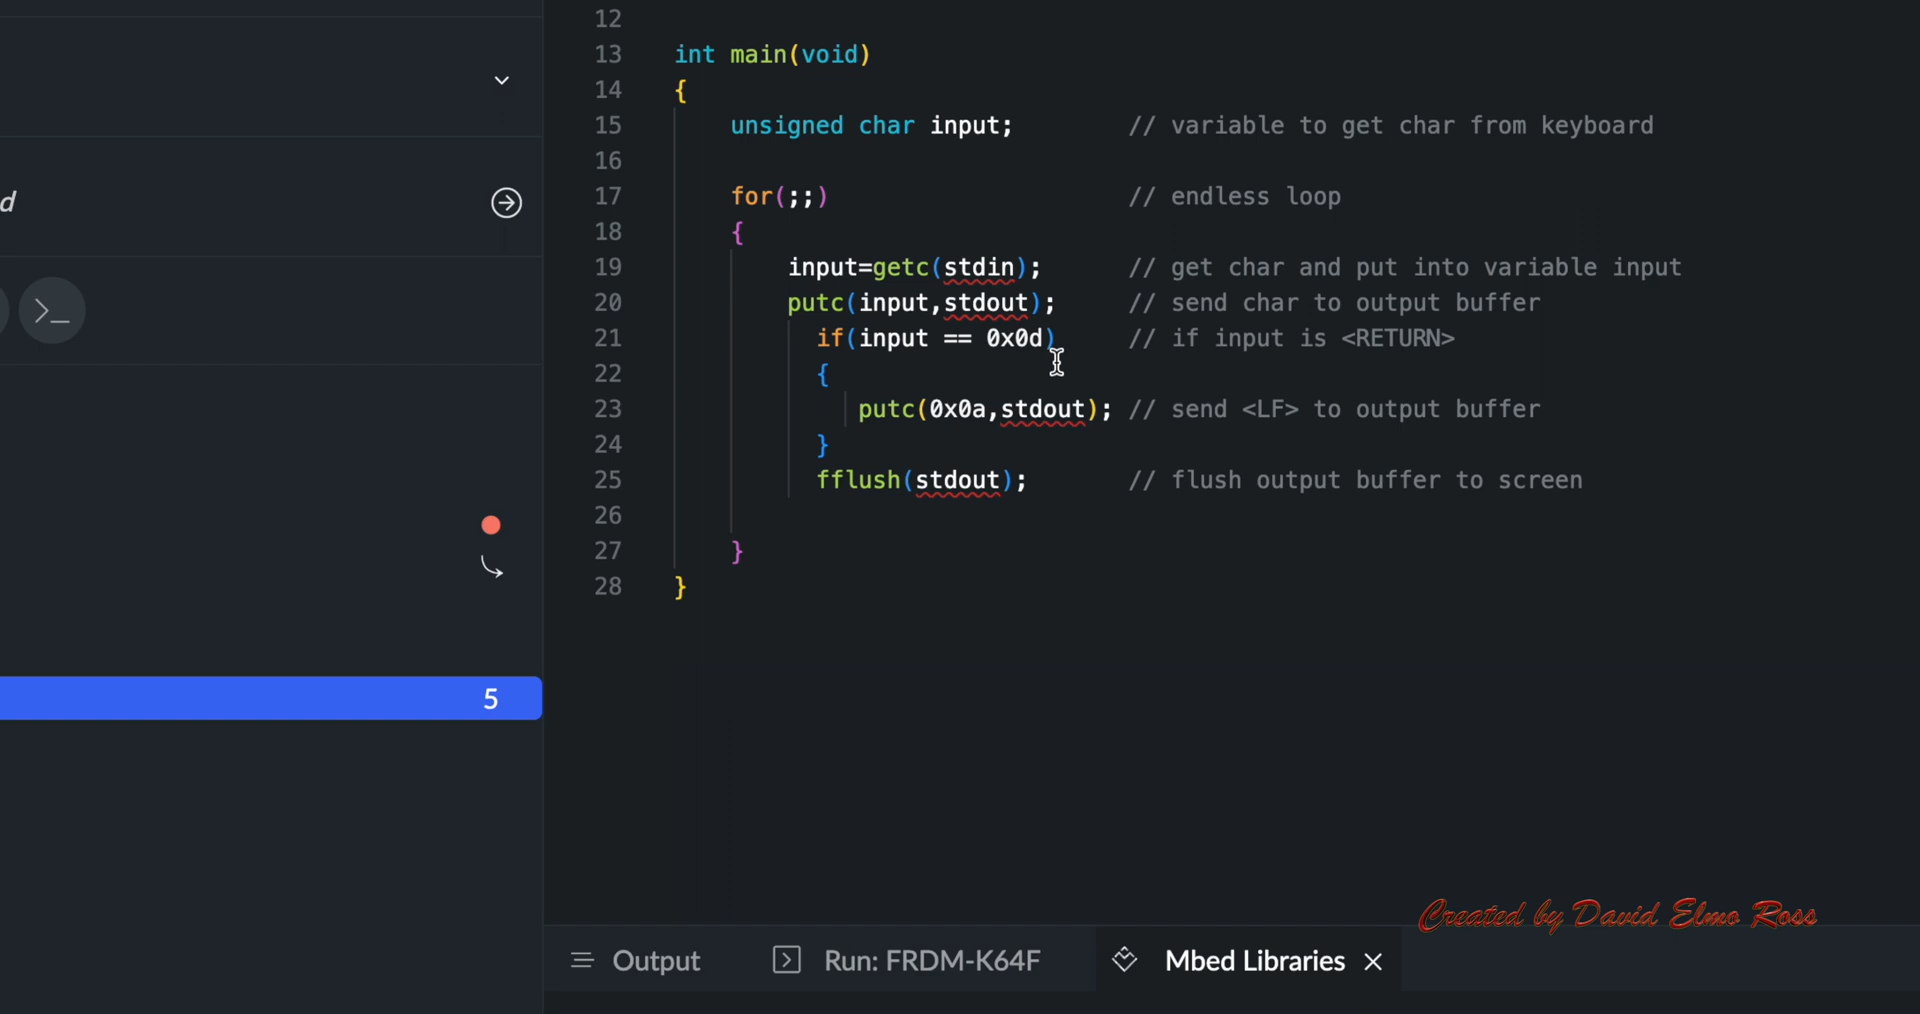 d
>_
5
12
13 int main(void)
14 {
15 unsigned char input; // variable to get char from keyboard
16
17 for(;;) // endless loop
18 {
19 input=getc(stdin); // get char and put into variable input
20 putc(input,stdout); // send char to output buffer
21 if(input == 0x0d) // if input is <RETURN>
22 {
23 putc(0x0a,stdout); // send <LF> to output buffer
24 }
25 fflush(stdout); // flush output buffer to screen
26
27 }
28 }
Created by David Elmo Ross
Output Run: FRDM-K64F Mbed Libraries